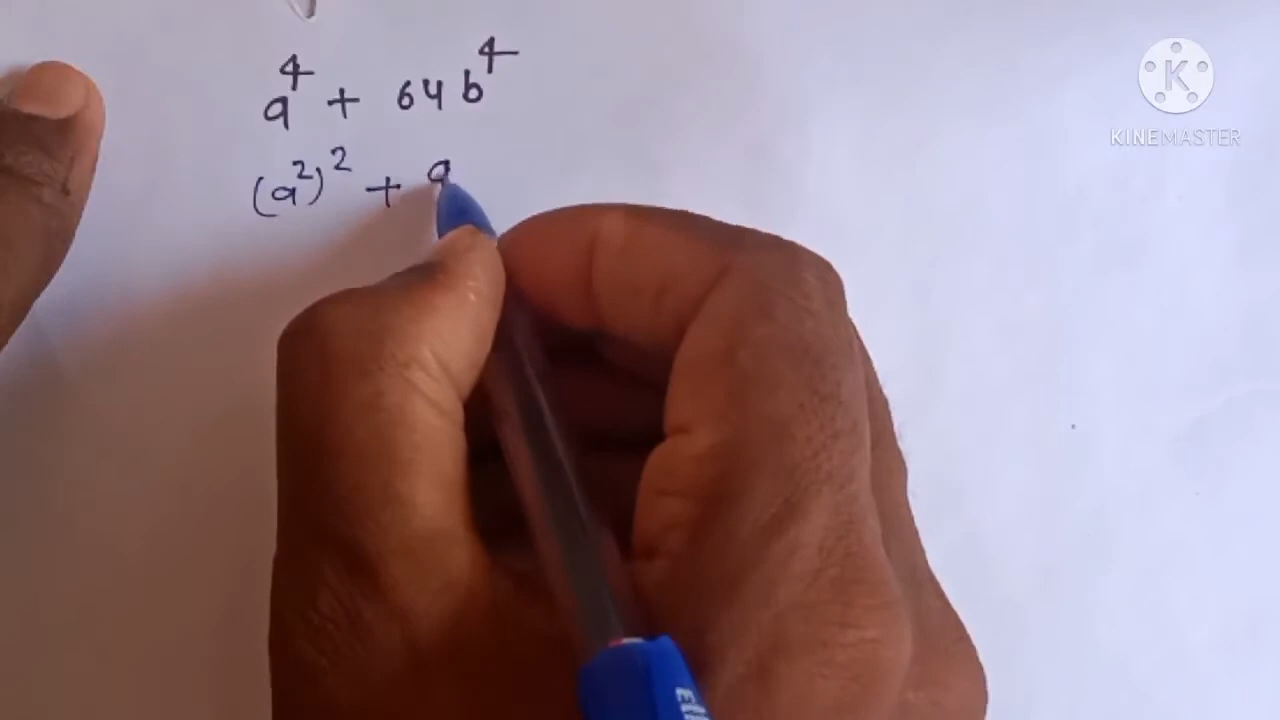 a⁴ + 64b⁴
(a²)² +
KINEMASTER